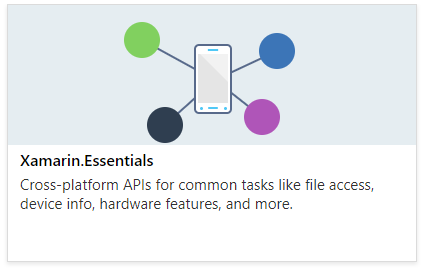 Xamarin.Essentials
Cross-platform APIs for common tasks like file access,
device info, hardware features, and more.